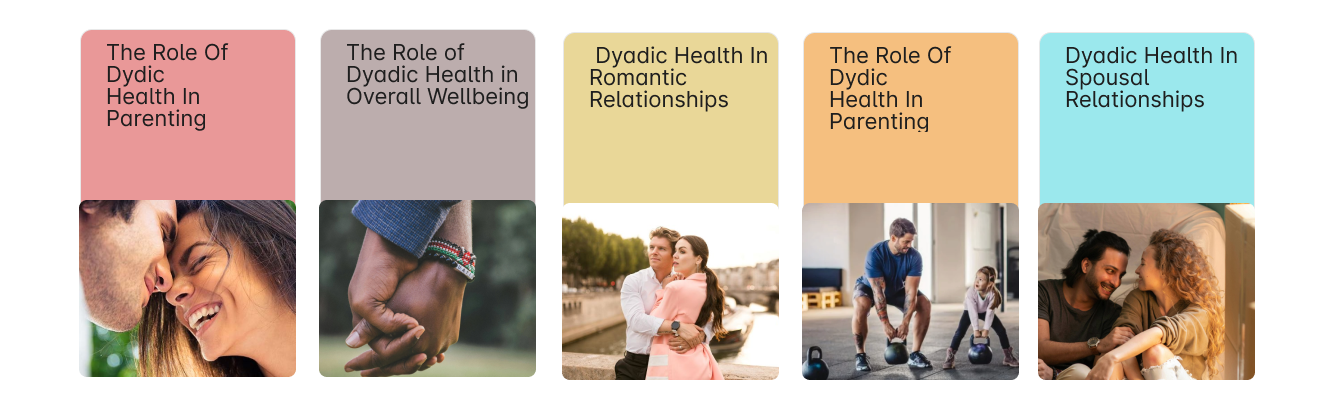 The Role Of
Dydic
Health In
Parenting
The Role of
Dyadic Health in
Overall Wellbeing
Dyadic Health In
Romantic
Relationships
The Role Of
Dydic
Health In
Parenting
Dyadic Health In
Spousal
Relationships